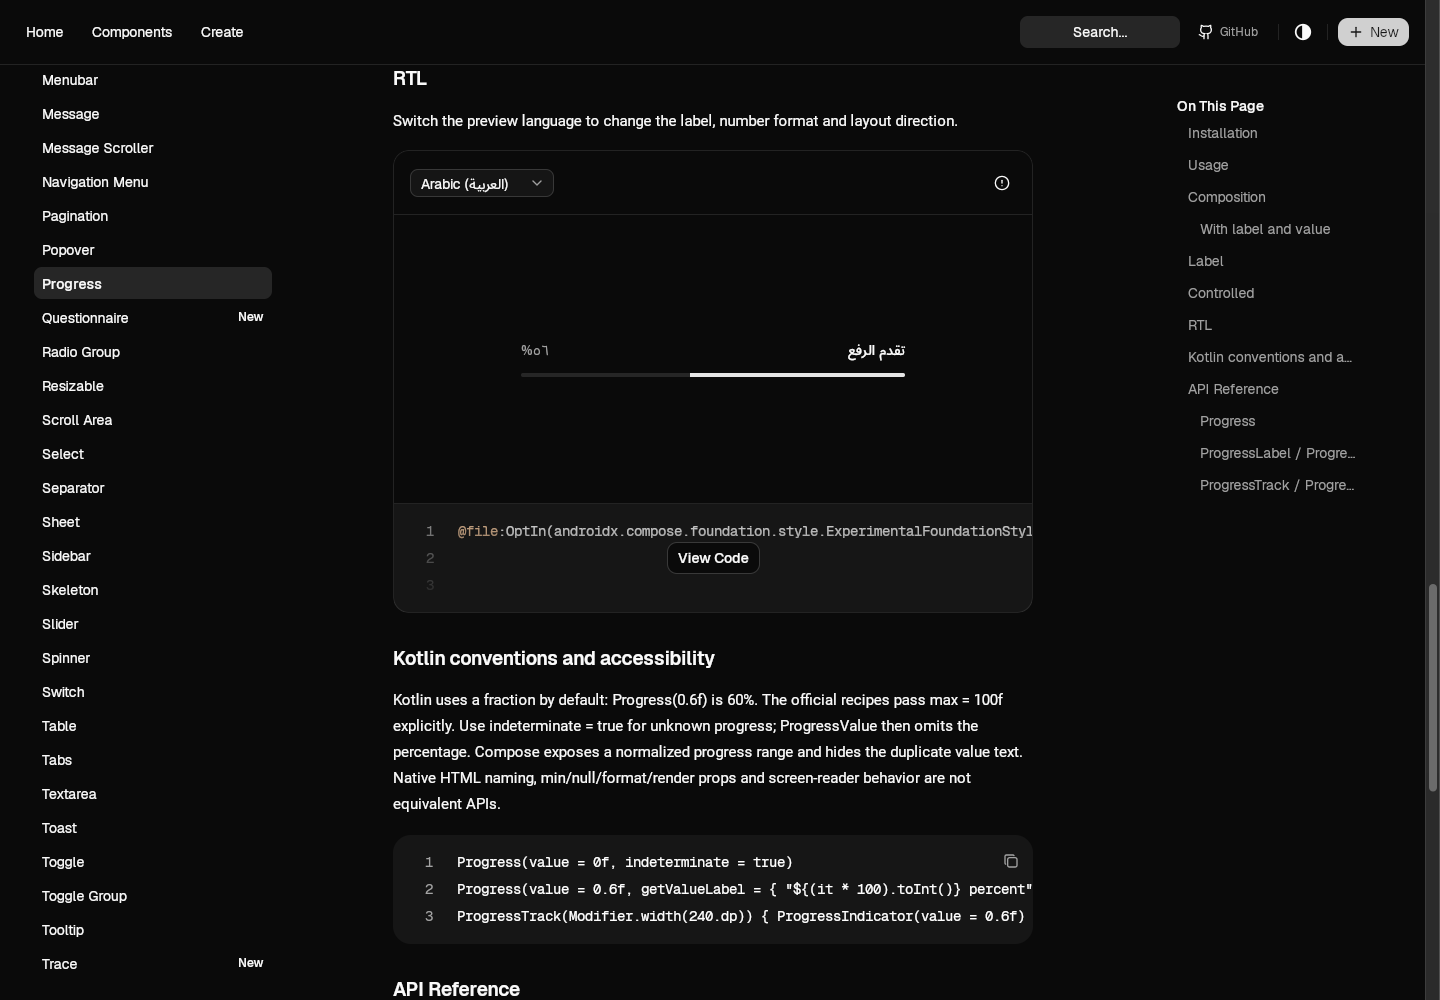 Home
Components
Create
Search...
GitHub
New
Menubar
Message
Message Scroller
Navigation Menu
Pagination
Popover
Progress
Questionnaire New
Radio Group
Resizable
Scroll Area
Select
Separator
Sheet
Sidebar
Skeleton
Slider
Spinner
Switch
Table
Tabs
Textarea
Toast
Toggle
Toggle Group
Tooltip
Trace New
RTL
Switch the preview language to change the label, number format and layout direction.
Arabic (العربية)
تقدم الرفع
%٥٦
1 @file:OptIn(androidx.compose.foundation.style.ExperimentalFoundationStyl
2
3
View Code
Kotlin conventions and accessibility
Kotlin uses a fraction by default: Progress(0.6f) is 60%. The official recipes pass max = 100f
explicitly. Use indeterminate = true for unknown progress; ProgressValue then omits the
percentage. Compose exposes a normalized progress range and hides the duplicate value text.
Native HTML naming, min/null/format/render props and screen-reader behavior are not
equivalent APIs.
1 Progress(value = 0f, indeterminate = true)
2 Progress(value = 0.6f, getValueLabel = { "${(it * 100).toInt()} percent"
3 ProgressTrack(Modifier.width(240.dp)) { ProgressIndicator(value = 0.6f)
API Reference
On This Page
Installation
Usage
Composition
With label and value
Label
Controlled
RTL
Kotlin conventions and a...
API Reference
Progress
ProgressLabel / Progre...
ProgressTrack / Progre...